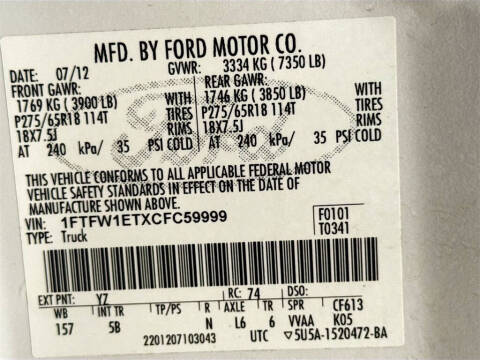 MFD. BY FORD MOTOR CO.
DATE: 07/12 GVWR: 3334 KG ( 7350 LB)
FRONT GAWR: REAR GAWR:
1769 KG ( 3900 LB) WITH 1746 KG ( 3850 LB) WITH
P275/65R18 114T TIRES P275/65R18 114T TIRES
18X7.5J RIMS 18X7.5J RIMS
AT 240 kPa/ 35 PSI COLD AT 240 kPa/ 35 PSI COLD
Ford
THIS VEHICLE CONFORMS TO ALL APPLICABLE FEDERAL MOTOR
VEHICLE SAFETY STANDARDS IN EFFECT ON THE DATE OF
MANUFACTURE SHOWN ABOVE.
VIN: 1FTFW1ETXCFC59999 F0101
TYPE: Truck T0341
EXT PNT: YZ RC: 74 DSO:
WB INT TR TP/PS R AXLE TR SPR CF613
157 5B N L6 6 VVAA K05
2201207103043 UTC ▽5U5A-1520472-BA